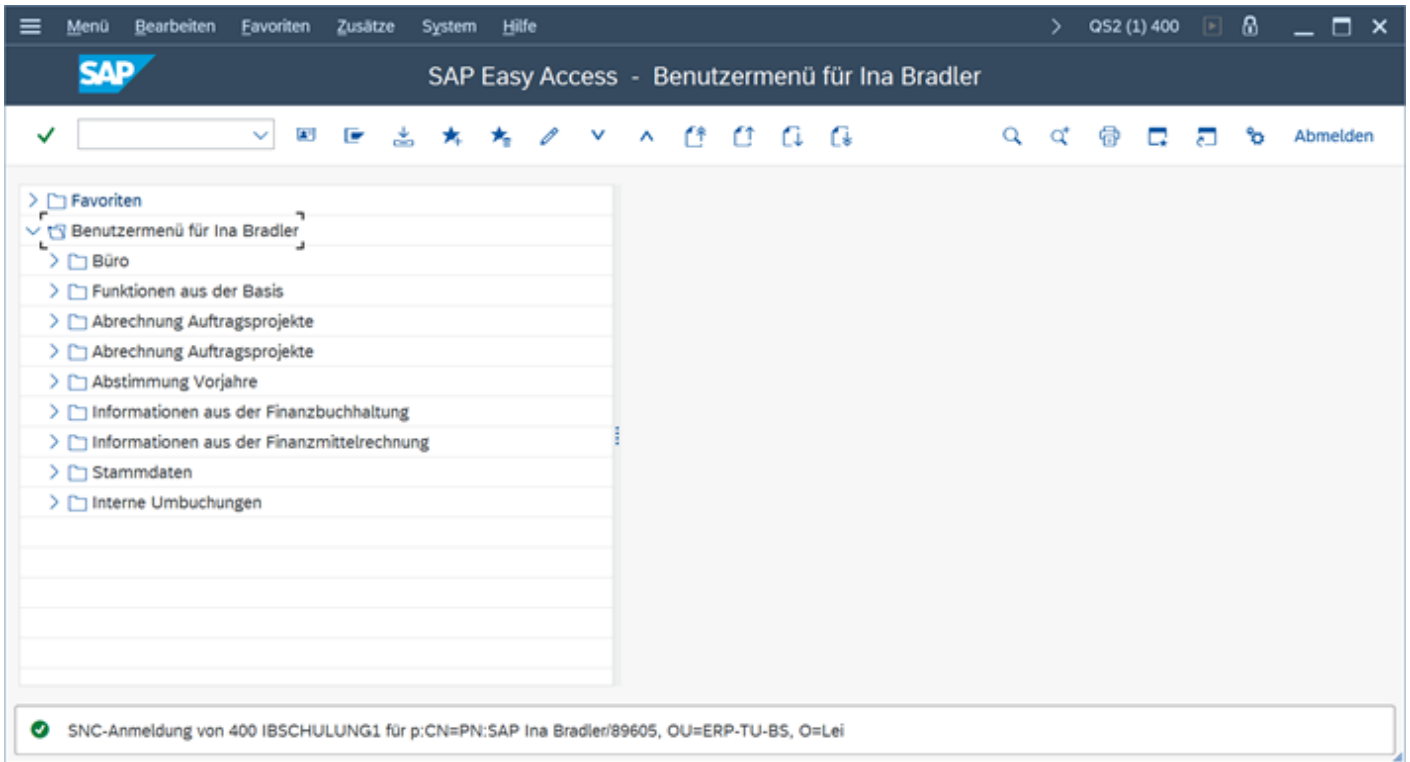 Menü Bearbeiten Favoriten Zusätze System Hilfe QS2 (1) 400
SAP SAP Easy Access - Benutzermenü für Ina Bradler
Abmelden
Favoriten
Benutzermenü für Ina Bradler
Büro
Funktionen aus der Basis
Abrechnung Auftragsprojekte
Abrechnung Auftragsprojekte
Abstimmung Vorjahre
Informationen aus der Finanzbuchhaltung
Informationen aus der Finanzmittelrechnung
Stammdaten
Interne Umbuchungen
SNC-Anmeldung von 400 IBSCHULUNG1 für p:CN=PN:SAP Ina Bradler/89605, OU=ERP-TU-BS, O=Lei